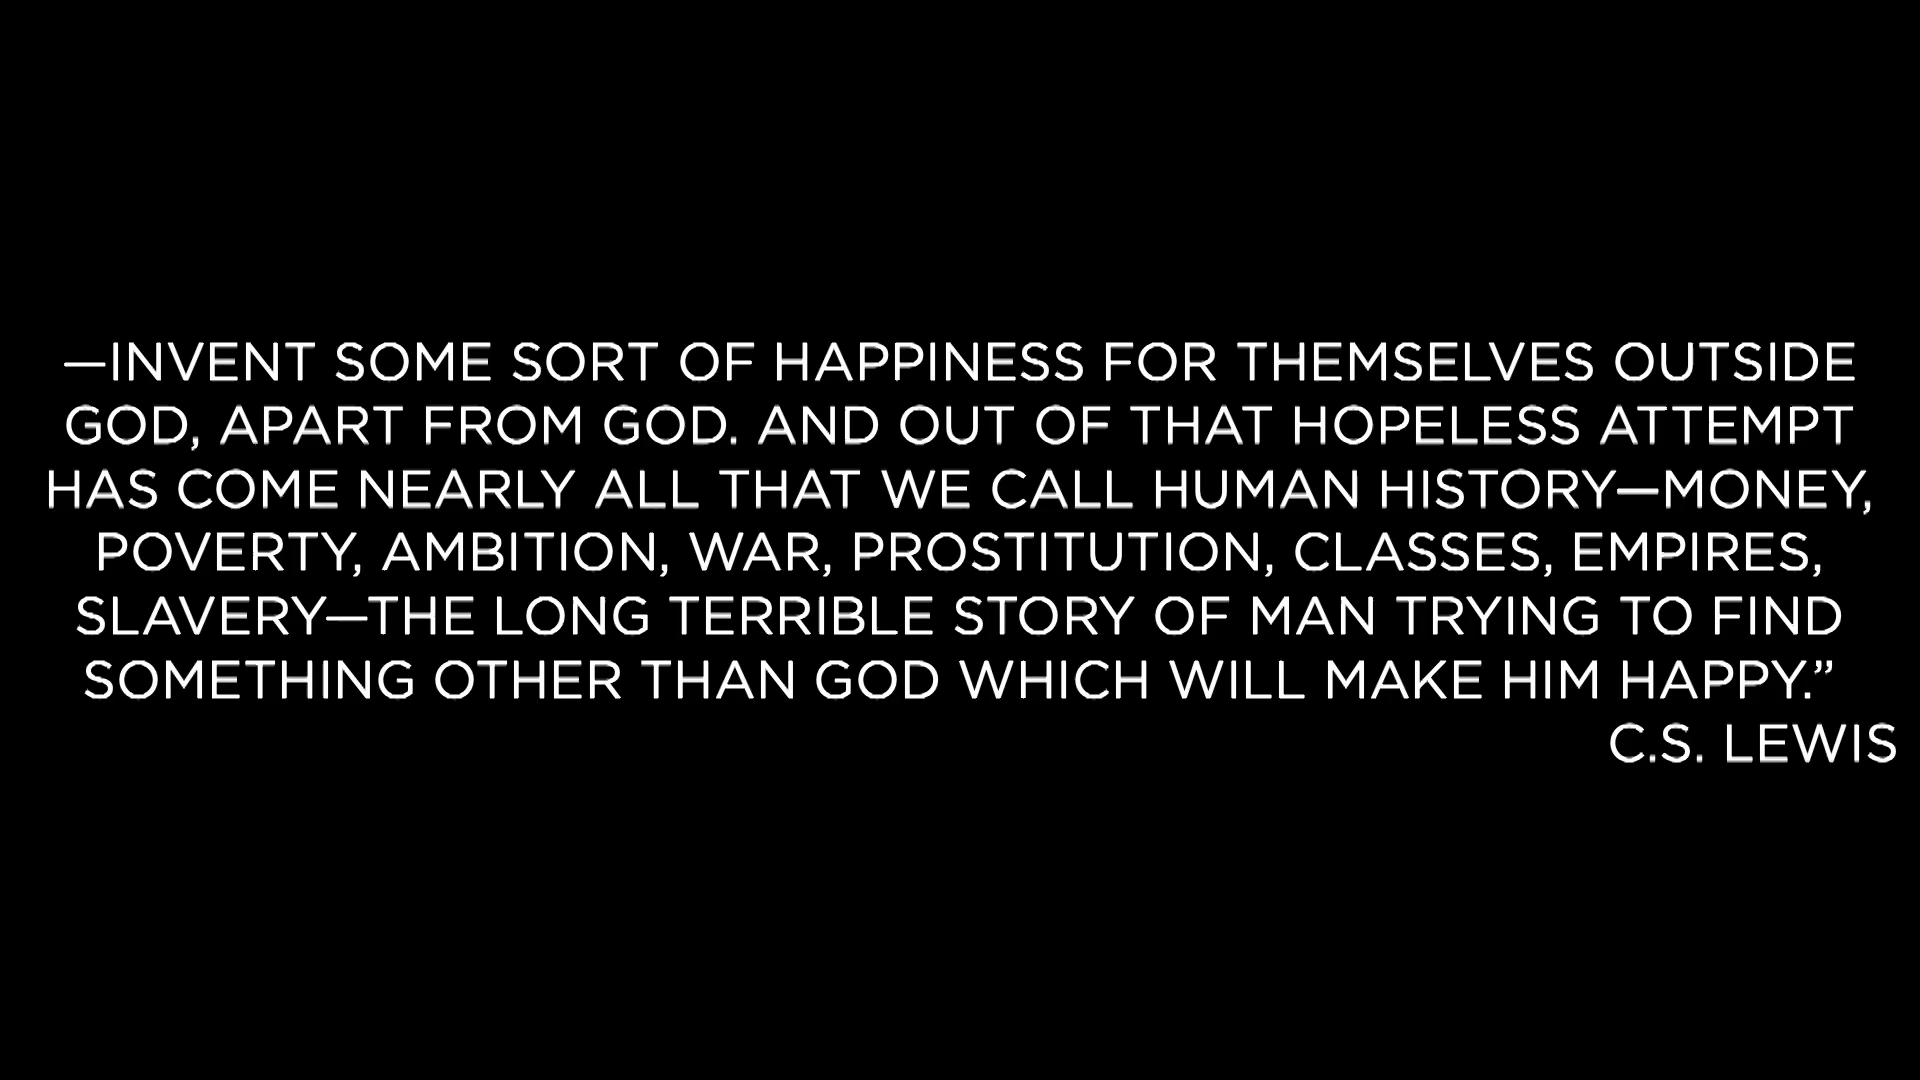 —INVENT SOME SORT OF HAPPINESS FOR THEMSELVES OUTSIDE
GOD, APART FROM GOD. AND OUT OF THAT HOPELESS ATTEMPT
HAS COME NEARLY ALL THAT WE CALL HUMAN HISTORY—MONEY,
POVERTY, AMBITION, WAR, PROSTITUTION, CLASSES, EMPIRES,
SLAVERY—THE LONG TERRIBLE STORY OF MAN TRYING TO FIND
SOMETHING OTHER THAN GOD WHICH WILL MAKE HIM HAPPY.”
C.S. LEWIS